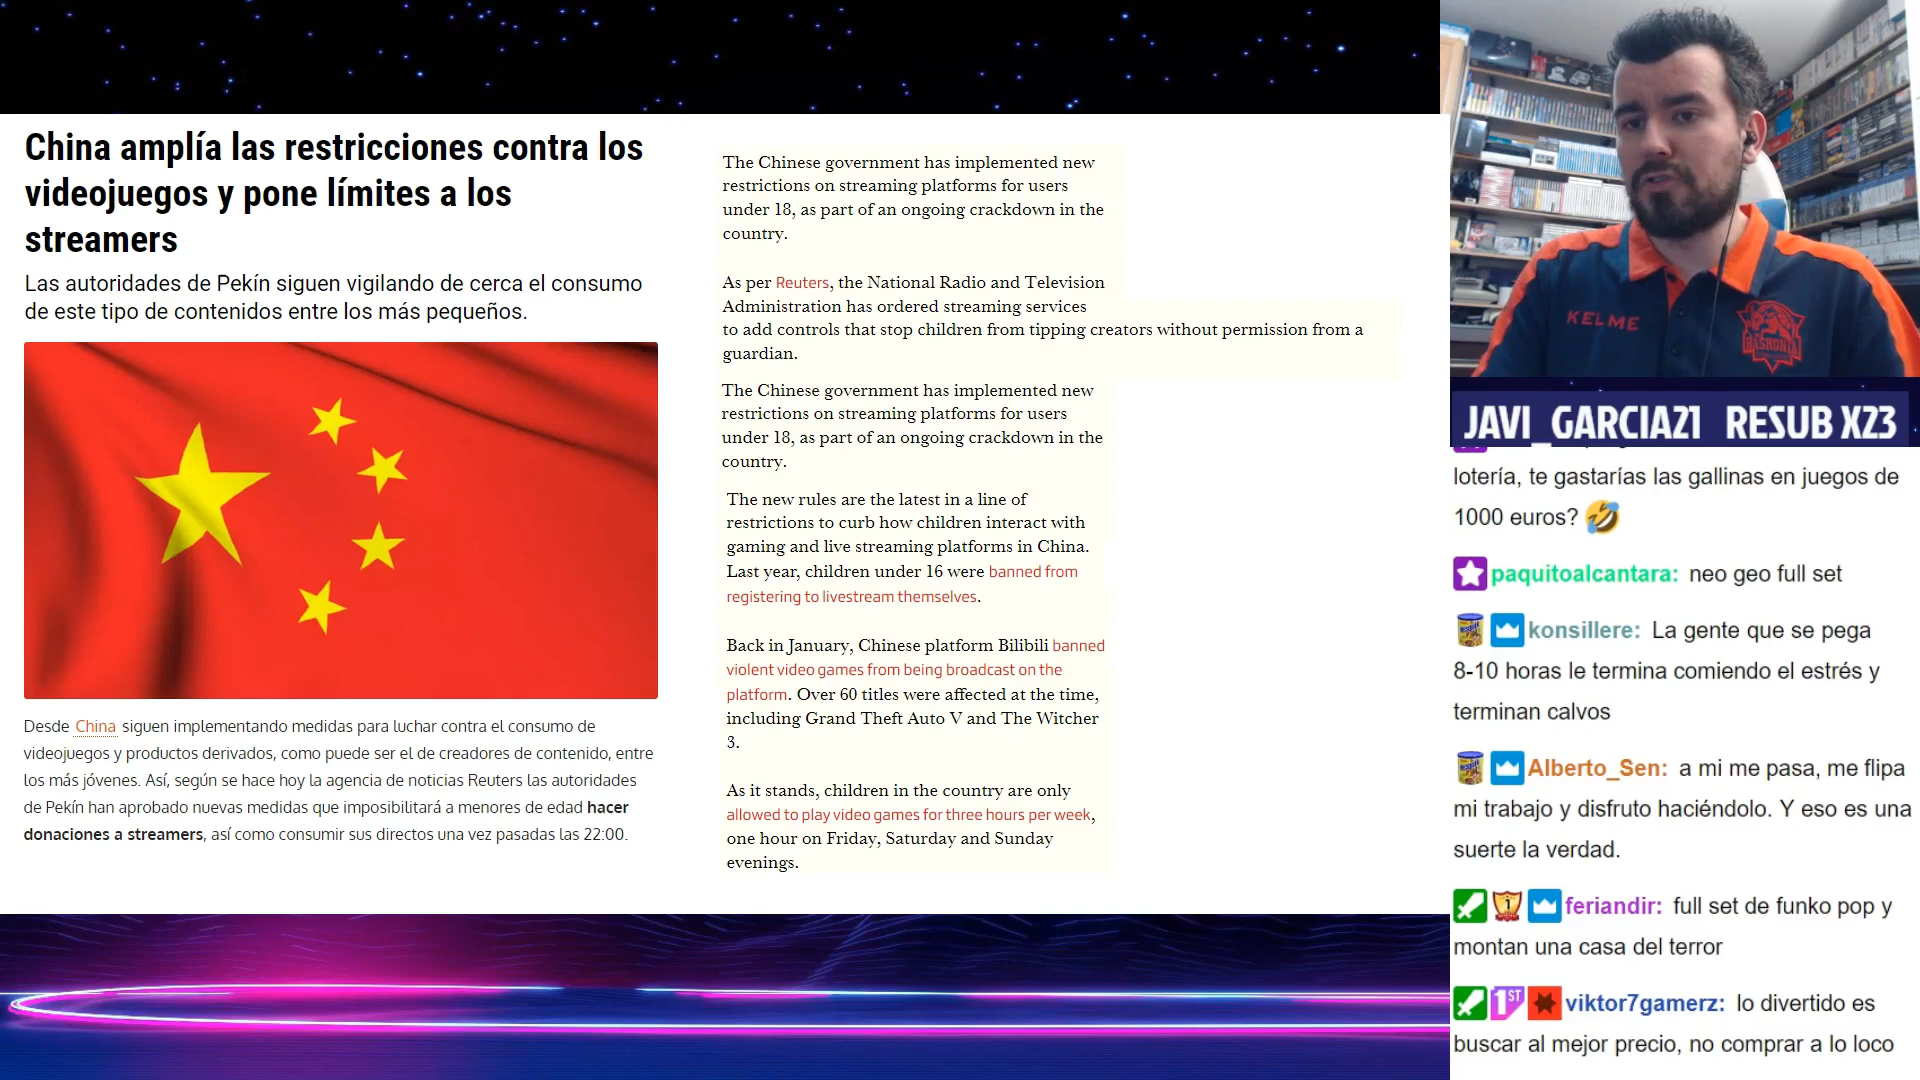 China amplía las restricciones contra los
videojuegos y pone límites a los
streamers
Las autoridades de Pekín siguen vigilando de cerca el consumo
de este tipo de contenidos entre los más pequeños.
Desde China siguen implementando medidas para luchar contra el consumo de
videojuegos y productos derivados, como puede ser el de creadores de contenido, entre
los más jóvenes. Así, según se hace hoy la agencia de noticias Reuters las autoridades
de Pekín han aprobado nuevas medidas que imposibilitará a menores de edad hacer
donaciones a streamers, así como consumir sus directos una vez pasadas las 22:00.
The Chinese government has implemented new
restrictions on streaming platforms for users
under 18, as part of an ongoing crackdown in the
country.
As per Reuters, the National Radio and Television
Administration has ordered streaming services
to add controls that stop children from tipping creators without permission from a
guardian.
The Chinese government has implemented new
restrictions on streaming platforms for users
under 18, as part of an ongoing crackdown in the
country.
The new rules are the latest in a line of
restrictions to curb how children interact with
gaming and live streaming platforms in China.
Last year, children under 16 were banned from
registering to livestream themselves.
Back in January, Chinese platform Bilibili banned
violent video games from being broadcast on the
platform. Over 60 titles were affected at the time,
including Grand Theft Auto V and The Witcher
3.
As it stands, children in the country are only
allowed to play video games for three hours per week,
one hour on Friday, Saturday and Sunday
evenings.
KELME
BASKONIA
JAVI_GARCIA21 RESUB X23
lotería, te gastarías las gallinas en juegos de
1000 euros? 🤣
paquitoalcantara: neo geo full set
konsillere: La gente que se pega
8-10 horas le termina comiendo el estrés y
terminan calvos
Alberto_Sen: a mi me pasa, me flipa
mi trabajo y disfruto haciéndolo. Y eso es una
suerte la verdad.
1 feriandir: full set de funko pop y
montan una casa del terror
1ST viktor7gamerz: lo divertido es
buscar al mejor precio, no comprar a lo loco